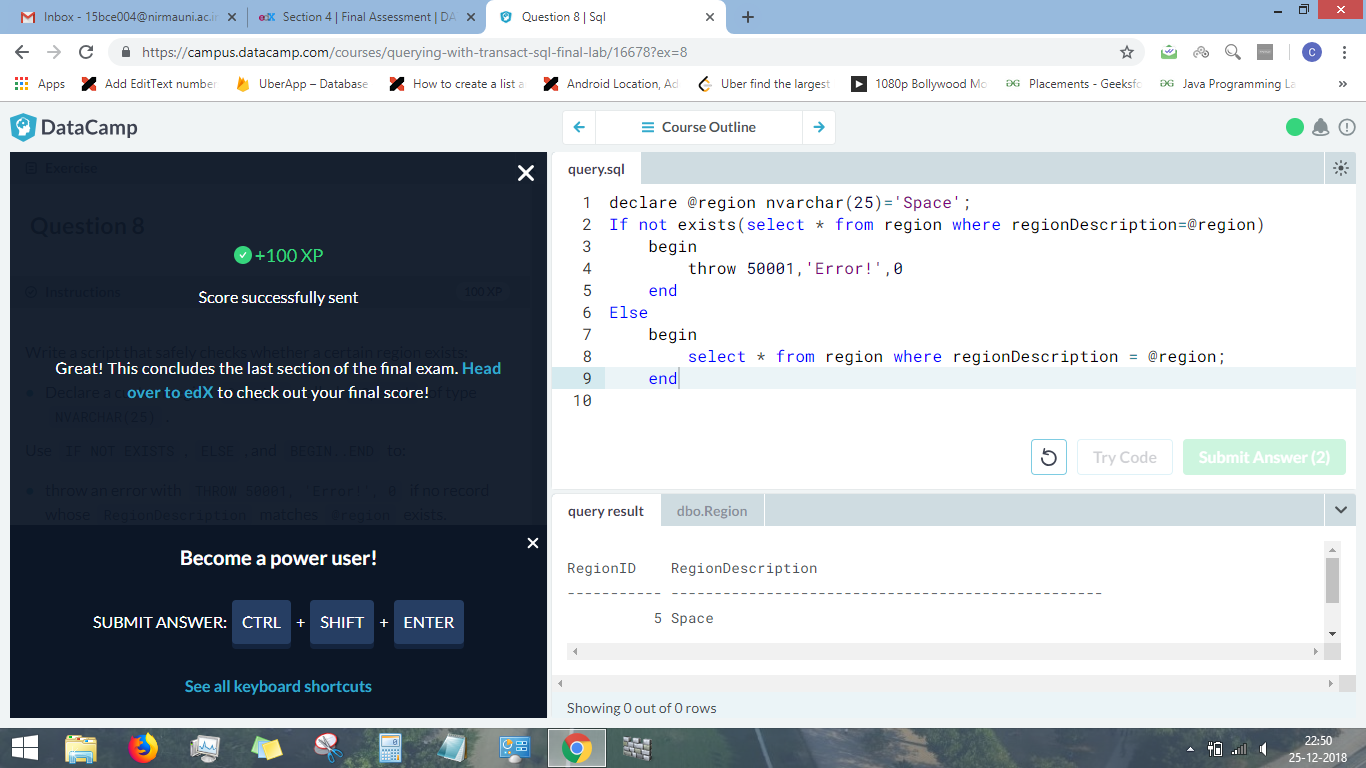 Inbox - 15bce004@nirmauni.ac.in
edX Section 4 | Final Assessment | DA
Question 8 | Sql
https://campus.datacamp.com/courses/querying-with-transact-sql-final-lab/16678?ex=8
C
Apps
Add EditText number
UberApp – Database
How to create a list a
Android Location, Ad
Uber find the largest
1080p Bollywood Mo
Placements - Geeksfo
Java Programming La
»
DataCamp
Course Outline
Exercise
Question 8
+100 XP
Instructions
100 XP
Score successfully sent
Write a script that safely checks whether a certain region exists:
Great! This concludes the last section of the final exam. Head
over to edX to check out your final score!
of type
NVARCHAR(25).
Use IF NOT EXISTS, ELSE ,and BEGIN..END to:
throw an error with THROW 50001, 'Error!', 0 if no record
whose RegionDescription matches @region exists.
Become a power user!
SUBMIT ANSWER: CTRL + SHIFT + ENTER
See all keyboard shortcuts
query.sql
1 declare @region nvarchar(25)='Space';
2 If not exists(select * from region where regionDescription=@region)
3 begin
4 throw 50001,'Error!',0
5 end
6 Else
7 begin
8 select * from region where regionDescription = @region;
9 end
10
Try Code
Submit Answer (2)
query result
dbo.Region
RegionID RegionDescription
----------- --------------------------------------------------
5 Space
Showing 0 out of 0 rows
22:50
25-12-2018